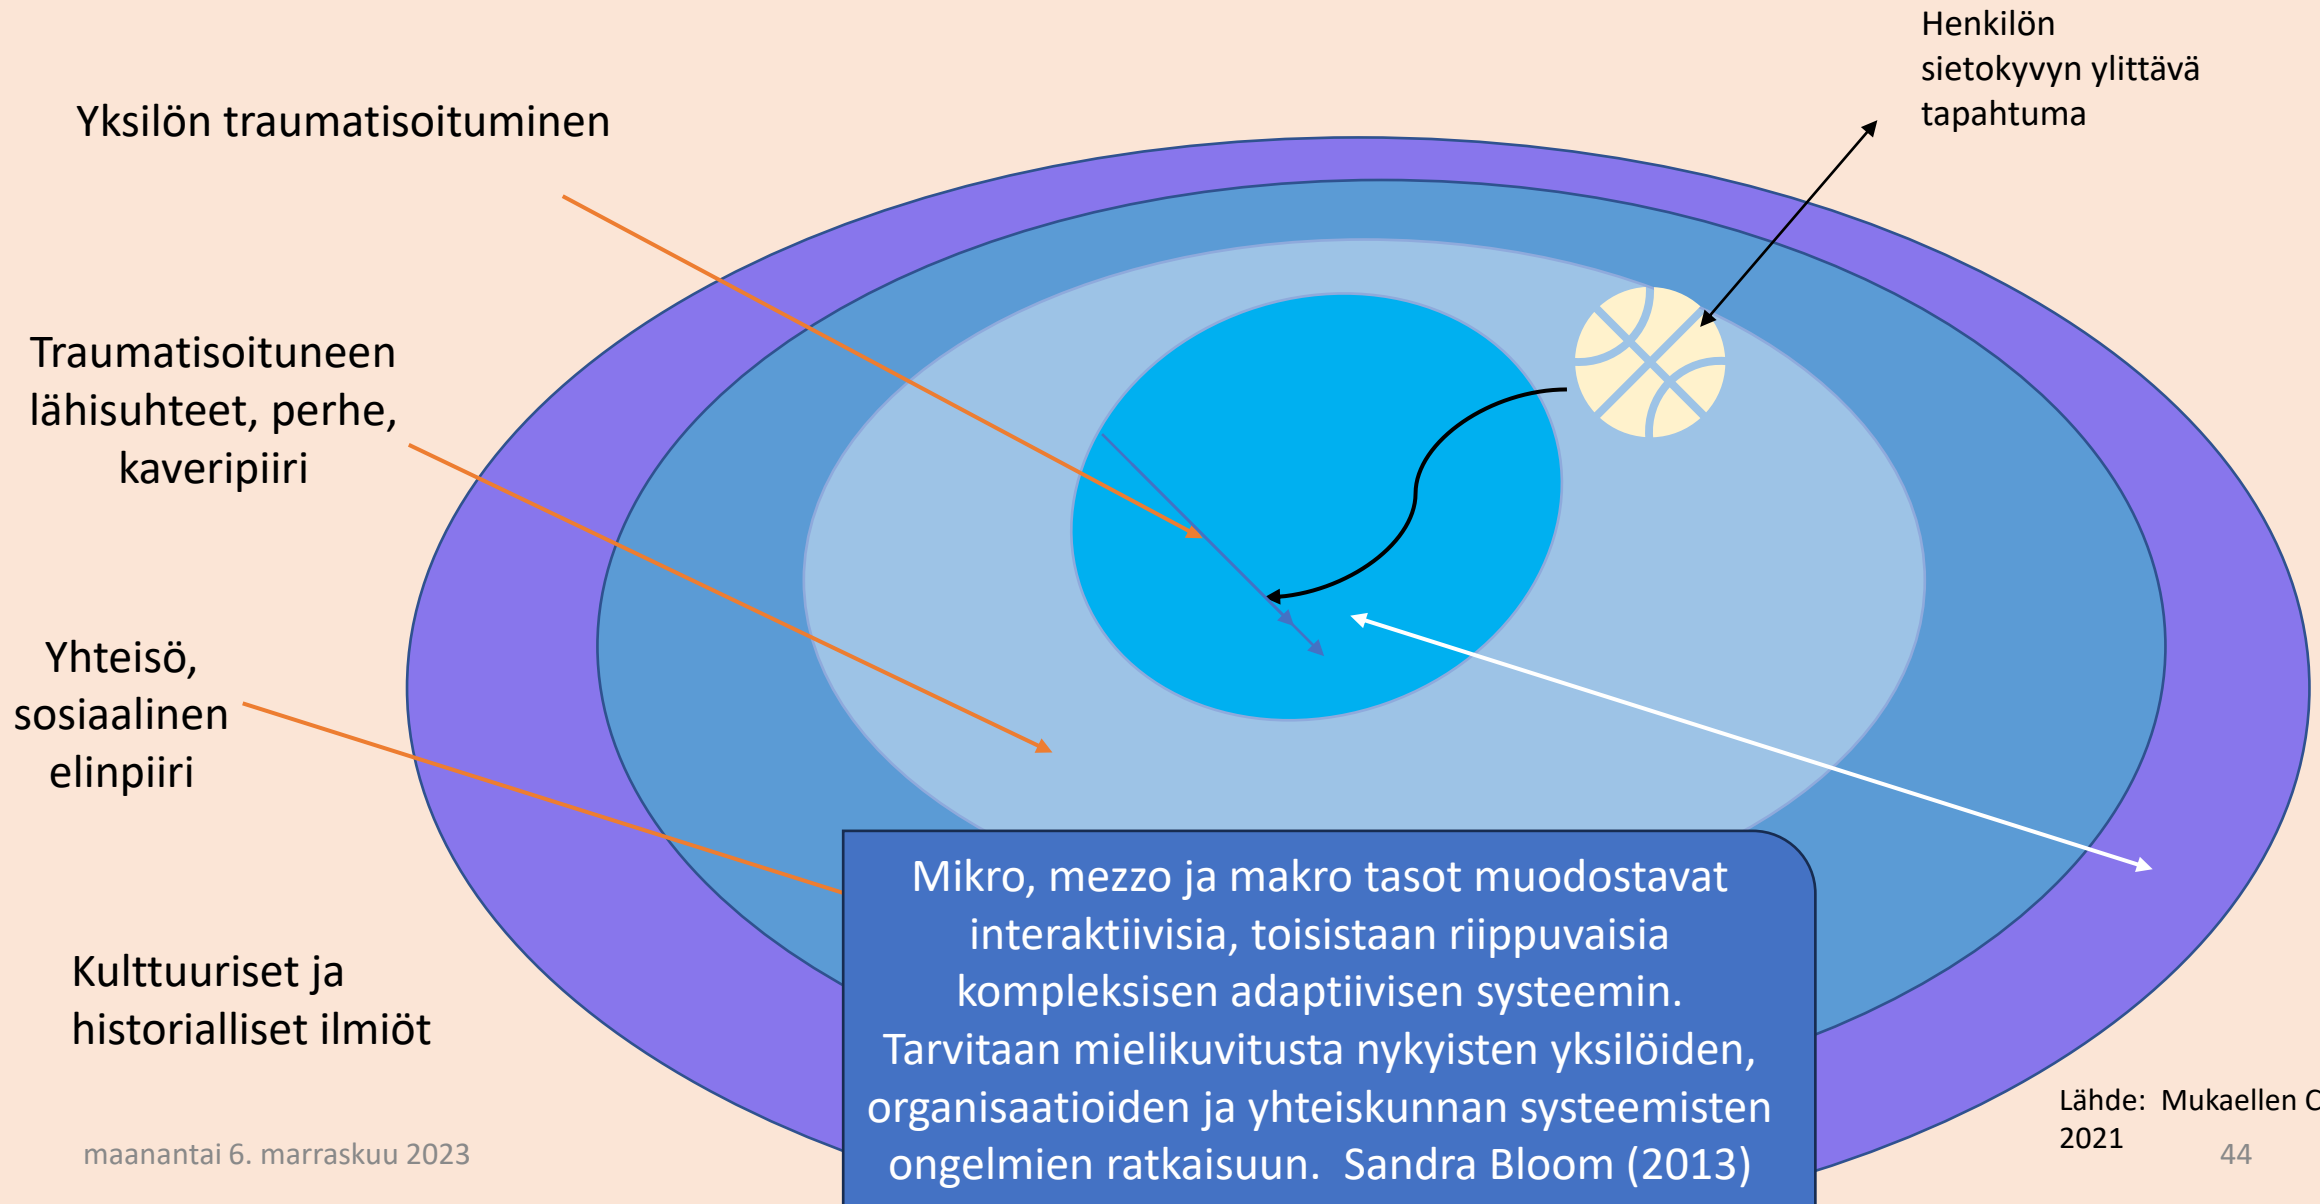 Henkilön
sietokyvyn ylittävä
tapahtuma
Yksilön traumatisoituminen
Traumatisoituneen
lähisuhteet, perhe,
kaveripiiri
Yhteisö,
sosiaalinen
elinpiiri
Kulttuuriset ja
historialliset ilmiöt
Mikro, mezzo ja makro tasot muodostavat
interaktiivisia, toisistaan riippuvaisia
kompleksisen adaptiivisen systeemin.
Tarvitaan mielikuvitusta nykyisten yksilöiden,
organisaatioiden ja yhteiskunnan systeemisten
ongelmien ratkaisuun. Sandra Bloom (2013)
Lähde: Mukaellen C
2021
maanantai 6. marraskuu 2023
44